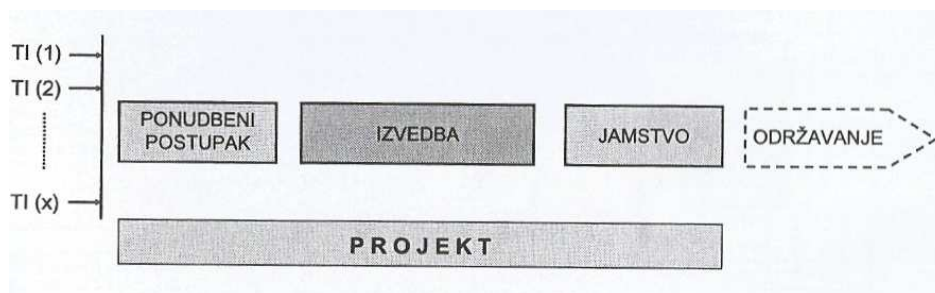 TI (1)
TI (2)
PONUDBENI
POSTUPAK
IZVEDBA
JAMSTVO
ODRŽAVANJE
TI (x)
PROJEKT